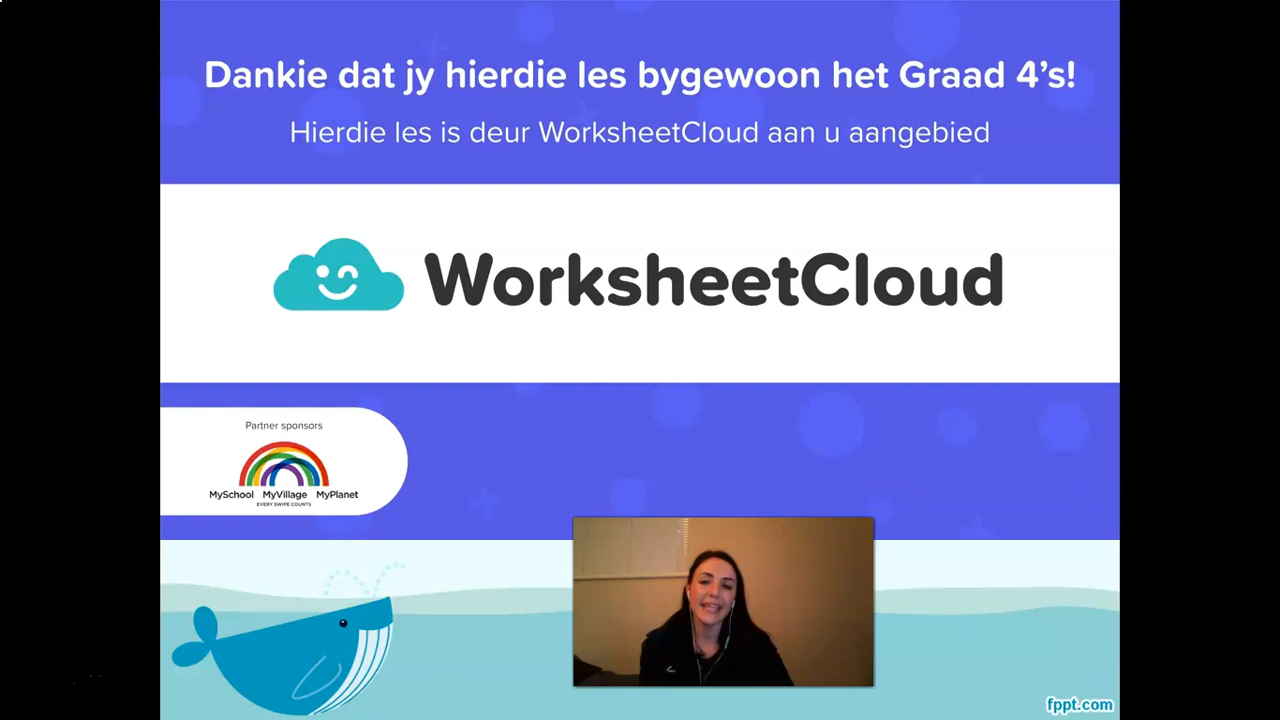 Dankie dat jy hierdie les bygewoon het Graad 4's!
Hierdie les is deur WorksheetCloud aan u aangebied
WorksheetCloud
Partner sponsors
MySchool MyVillage MyPlanet
EVERY SWIPE COUNTS
fppt.com